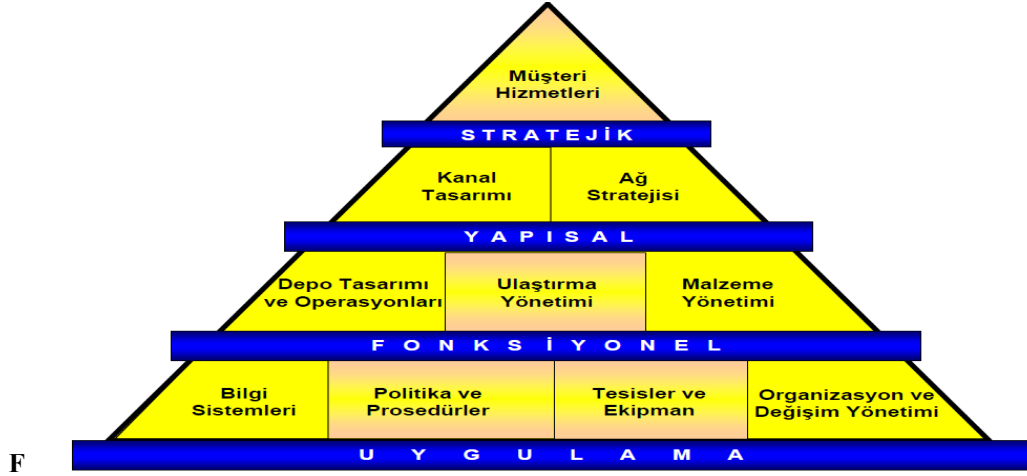 Müşteri
Hizmetleri
STRATEJİK
Kanal
Tasarımı
Ağ
Stratejisi
YAPISAL
Depo Tasarımı
ve Operasyonları
Ulaştırma
Yönetimi
Malzeme
Yönetimi
FONKSİYONEL
Bilgi
Sistemleri
Politika ve
Prosedürler
Tesisler ve
Ekipman
Organizasyon ve
Değişim Yönetimi
UYGULAMA
F